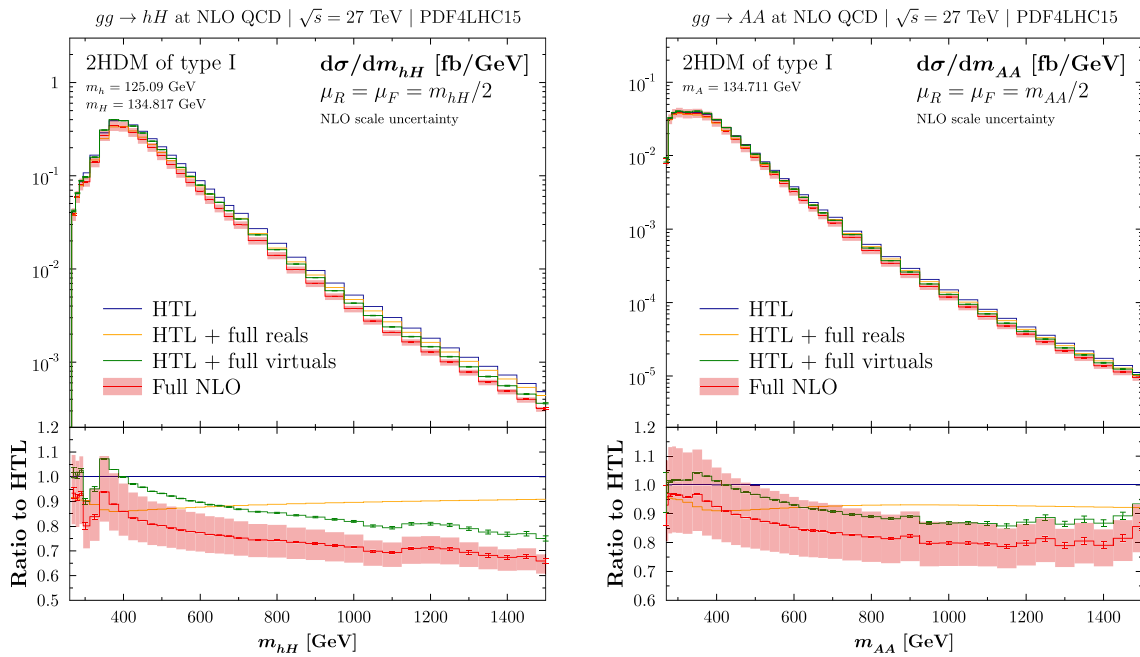 gg → hH at NLO QCD | √s = 27 TeV | PDF4LHC15
2HDM of type I
m_h = 125.09 GeV
m_H = 134.817 GeV
dσ/dm_hH [fb/GeV]
μ_R = μ_F = m_hH/2
NLO scale uncertainty
1
10^−1
10^−2
10^−3
HTL
HTL + full reals
HTL + full virtuals
Full NLO
Ratio to HTL
1.2
1.1
1.0
0.9
0.8
0.7
0.6
0.5
400 600 800 1000 1200 1400
m_hH [GeV]
gg → AA at NLO QCD | √s = 27 TeV | PDF4LHC15
2HDM of type I
m_A = 134.711 GeV
dσ/dm_AA [fb/GeV]
μ_R = μ_F = m_AA/2
NLO scale uncertainty
10^−1
10^−2
10^−3
10^−4
10^−5
HTL
HTL + full reals
HTL + full virtuals
Full NLO
Ratio to HTL
1.2
1.1
1.0
0.9
0.8
0.7
0.6
400 600 800 1000 1200 1400
m_AA [GeV]